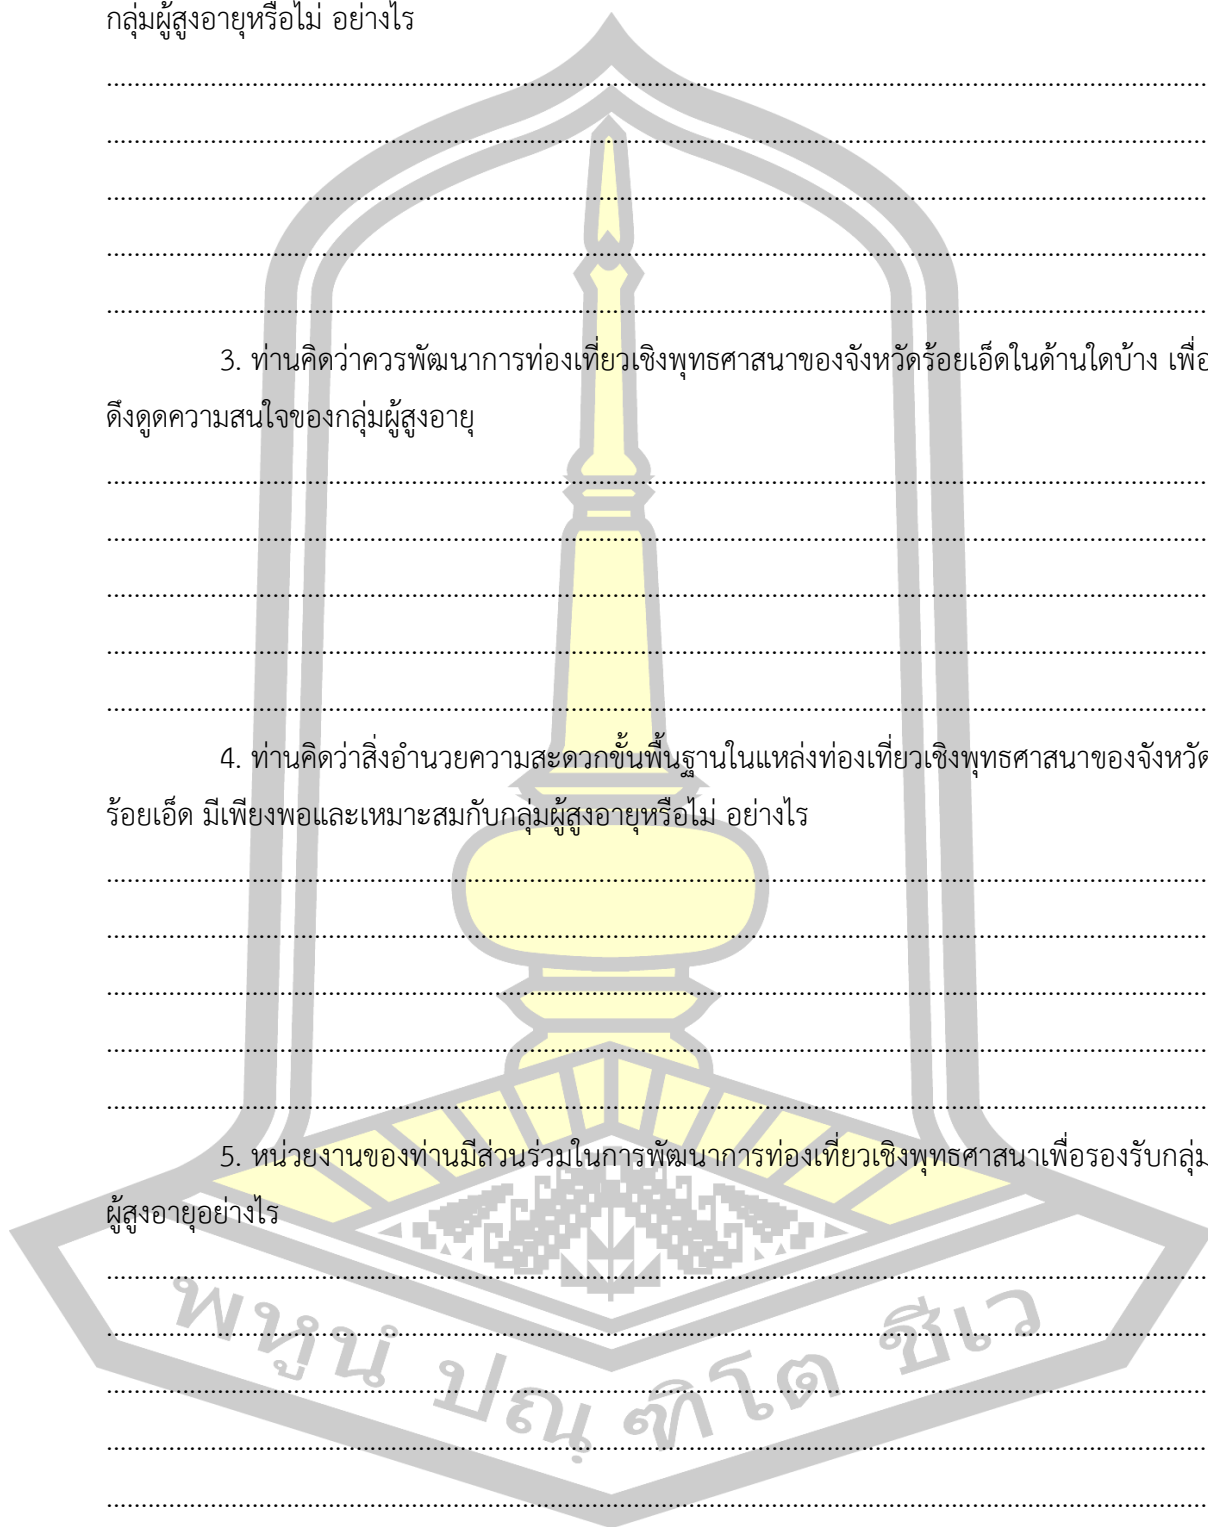 กลุ่มผู้สูงอายุหรือไม่ อย่างไร
................................................................................
................................................................................
................................................................................
................................................................................
................................................................................
3. ท่านคิดว่าควรพัฒนาการท่องเที่ยวเชิงพุทธศาสนาของจังหวัดร้อยเอ็ดในด้านใดบ้าง เพื่อ
ดึงดูดความสนใจของกลุ่มผู้สูงอายุ
................................................................................
................................................................................
................................................................................
................................................................................
................................................................................
4. ท่านคิดว่าสิ่งอำนวยความสะดวกขั้นพื้นฐานในแหล่งท่องเที่ยวเชิงพุทธศาสนาของจังหวัด
ร้อยเอ็ด มีเพียงพอและเหมาะสมกับกลุ่มผู้สูงอายุหรือไม่ อย่างไร
................................................................................
................................................................................
................................................................................
................................................................................
................................................................................
5. หน่วยงานของท่านมีส่วนร่วมในการพัฒนาการท่องเที่ยวเชิงพุทธศาสนาเพื่อรองรับกลุ่ม
ผู้สูงอายุอย่างไร
................................................................................
................................................................................
................................................................................
................................................................................
................................................................................
พหูนํ ปณฺฑิโต ชีเว